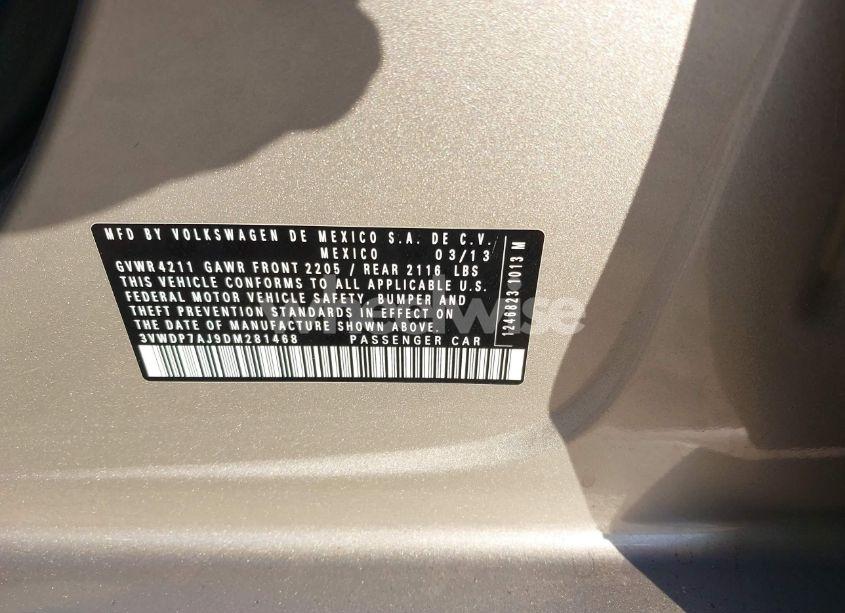 MFD BY VOLKSWAGEN DE MEXICO S.A. DE C.V.
MEXICO 03/13
GVWR 4211 GAWR FRONT 2205 / REAR 2116 LBS
THIS VEHICLE CONFORMS TO ALL APPLICABLE U.S.
FEDERAL MOTOR VEHICLE SAFETY, BUMPER AND
THEFT PREVENTION STANDARDS IN EFFECT ON
THE DATE OF MANUFACTURE SHOWN ABOVE.
3VWDP7AJ9DM281468 PASSENGER CAR
1246823 1013 M